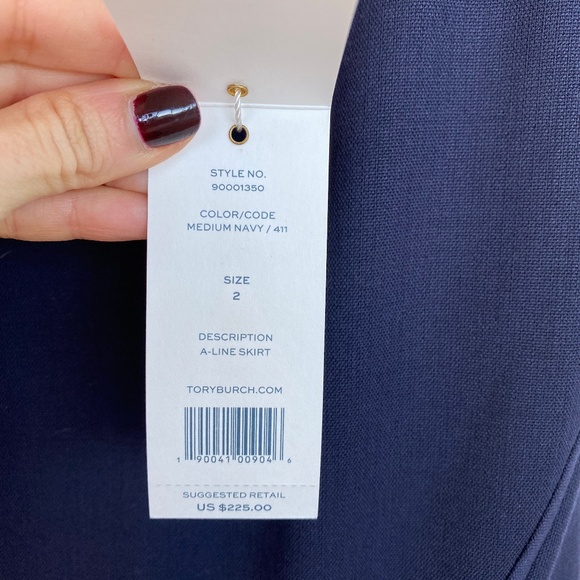 STYLE NO.
90001350
COLOR/CODE
MEDIUM NAVY / 411
SIZE
2
DESCRIPTION
A-LINE SKIRT
TORYBURCH.COM
1 90041 00904 6
SUGGESTED RETAIL
US $225.00